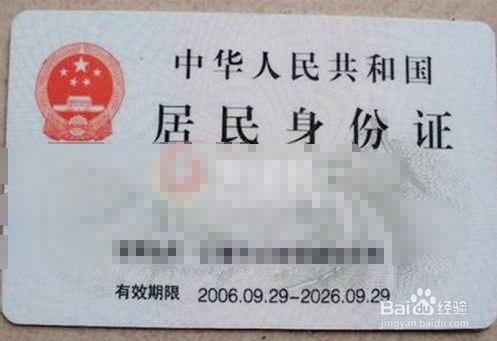 中华人民共和国
居民身份证
有效期限 2006.09.29-2026.09.29
Baidu经验
jingyan.baidu.com